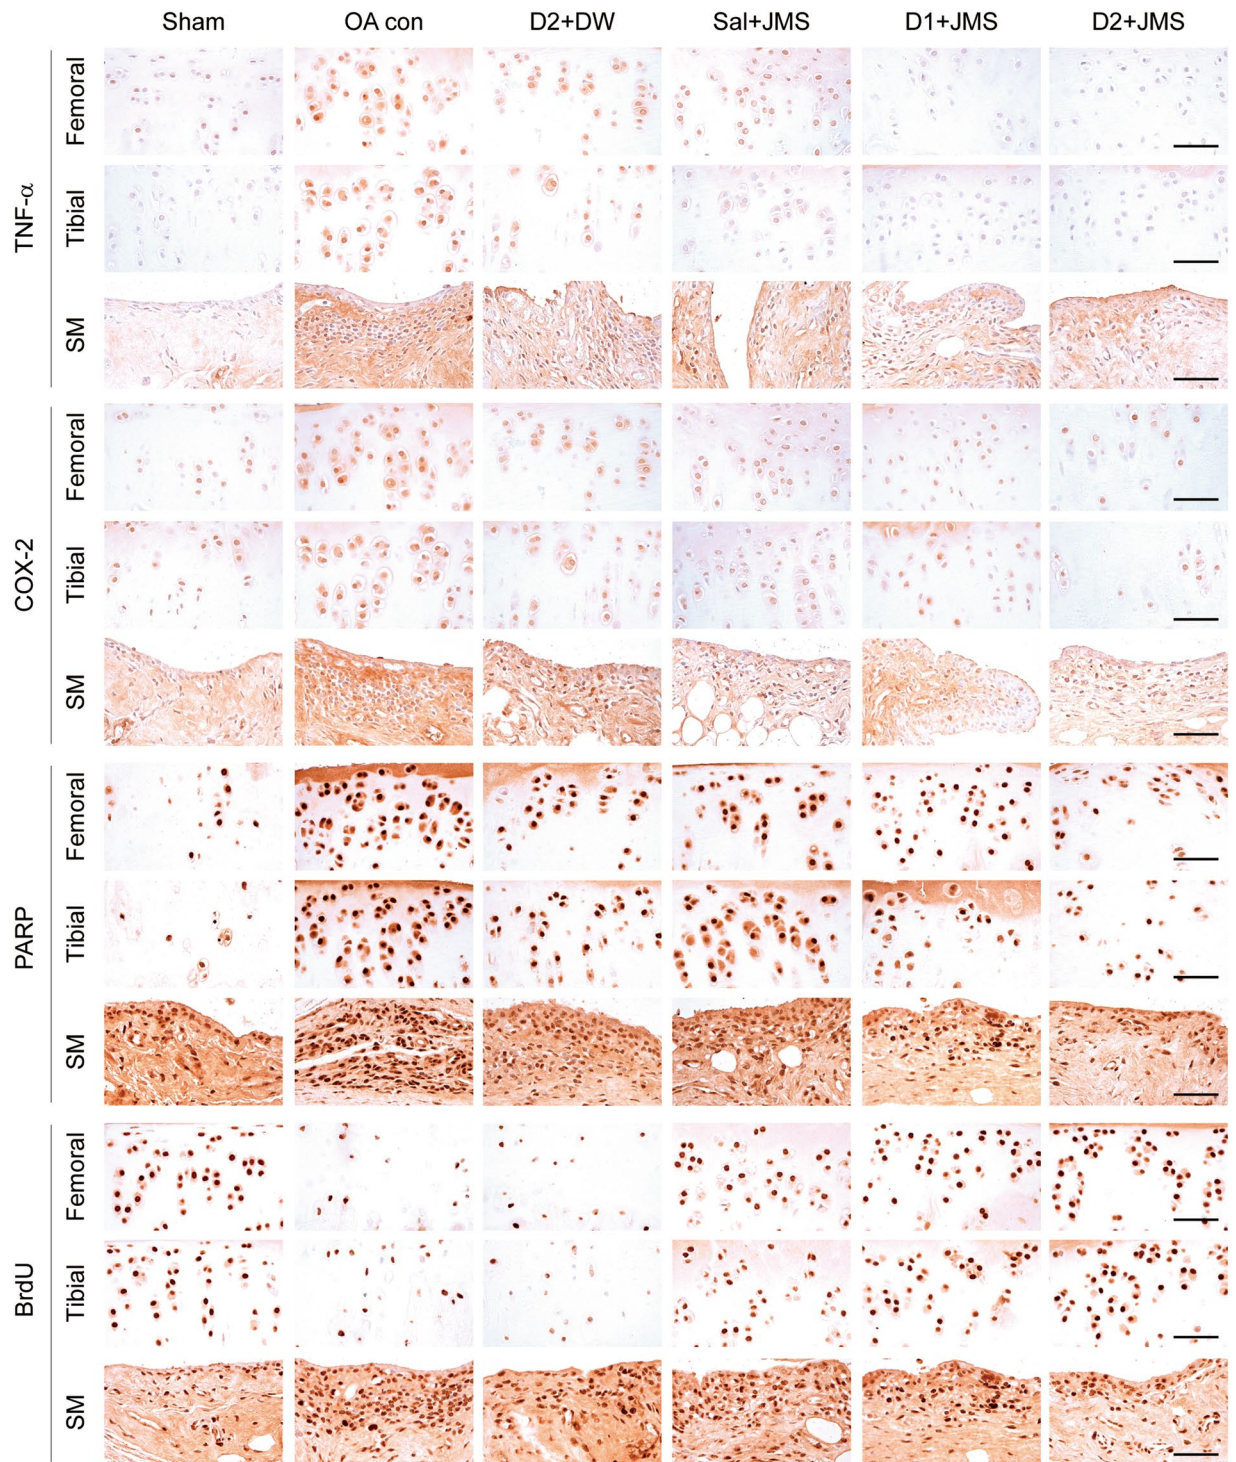 Sham OA con D2+DW Sal+JMS D1+JMS D2+JMS
TNF-α
Femoral
Tibial
SM
COX-2
Femoral
Tibial
SM
PARP
Femoral
Tibial
SM
BrdU
Femoral
Tibial
SM